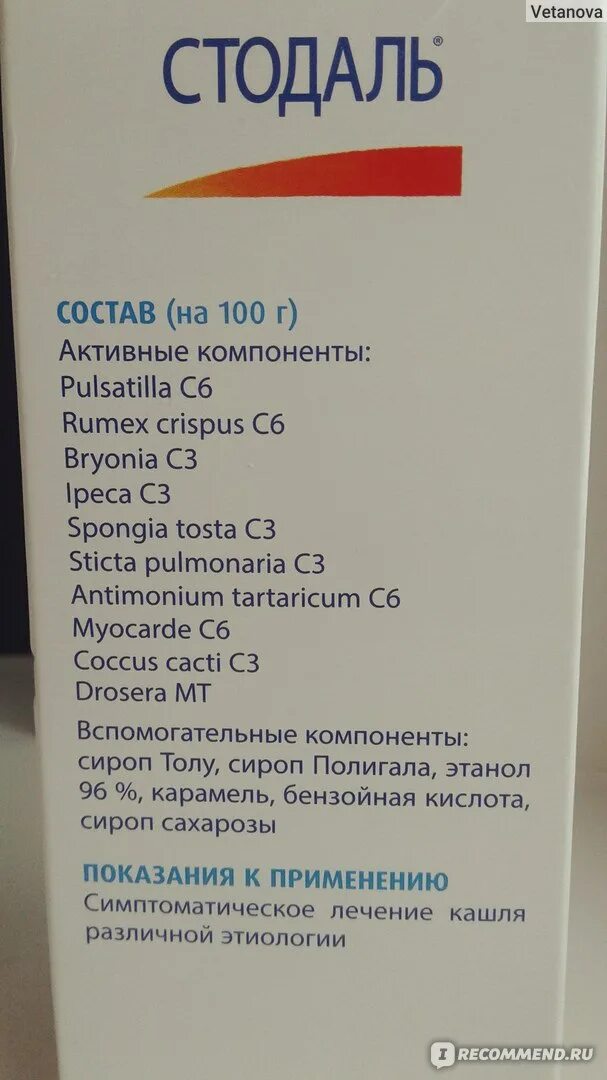 Vetanova
СТОДАЛЬ®
СОСТАВ (на 100 г)
Активные компоненты:
Pulsatilla C6
Rumex crispus C6
Bryonia C3
Ipeca C3
Spongia tosta C3
Sticta pulmonaria C3
Antimonium tartaricum C6
Myocarde C6
Coccus cacti C3
Drosera MT
Вспомогательные компоненты:
сироп Толу, сироп Полигала, этанол
96 %, карамель, бензойная кислота,
сироп сахарозы
ПОКАЗАНИЯ К ПРИМЕНЕНИЮ
Симптоматическое лечение кашля
различной этиологии
IRECOMMEND.RU